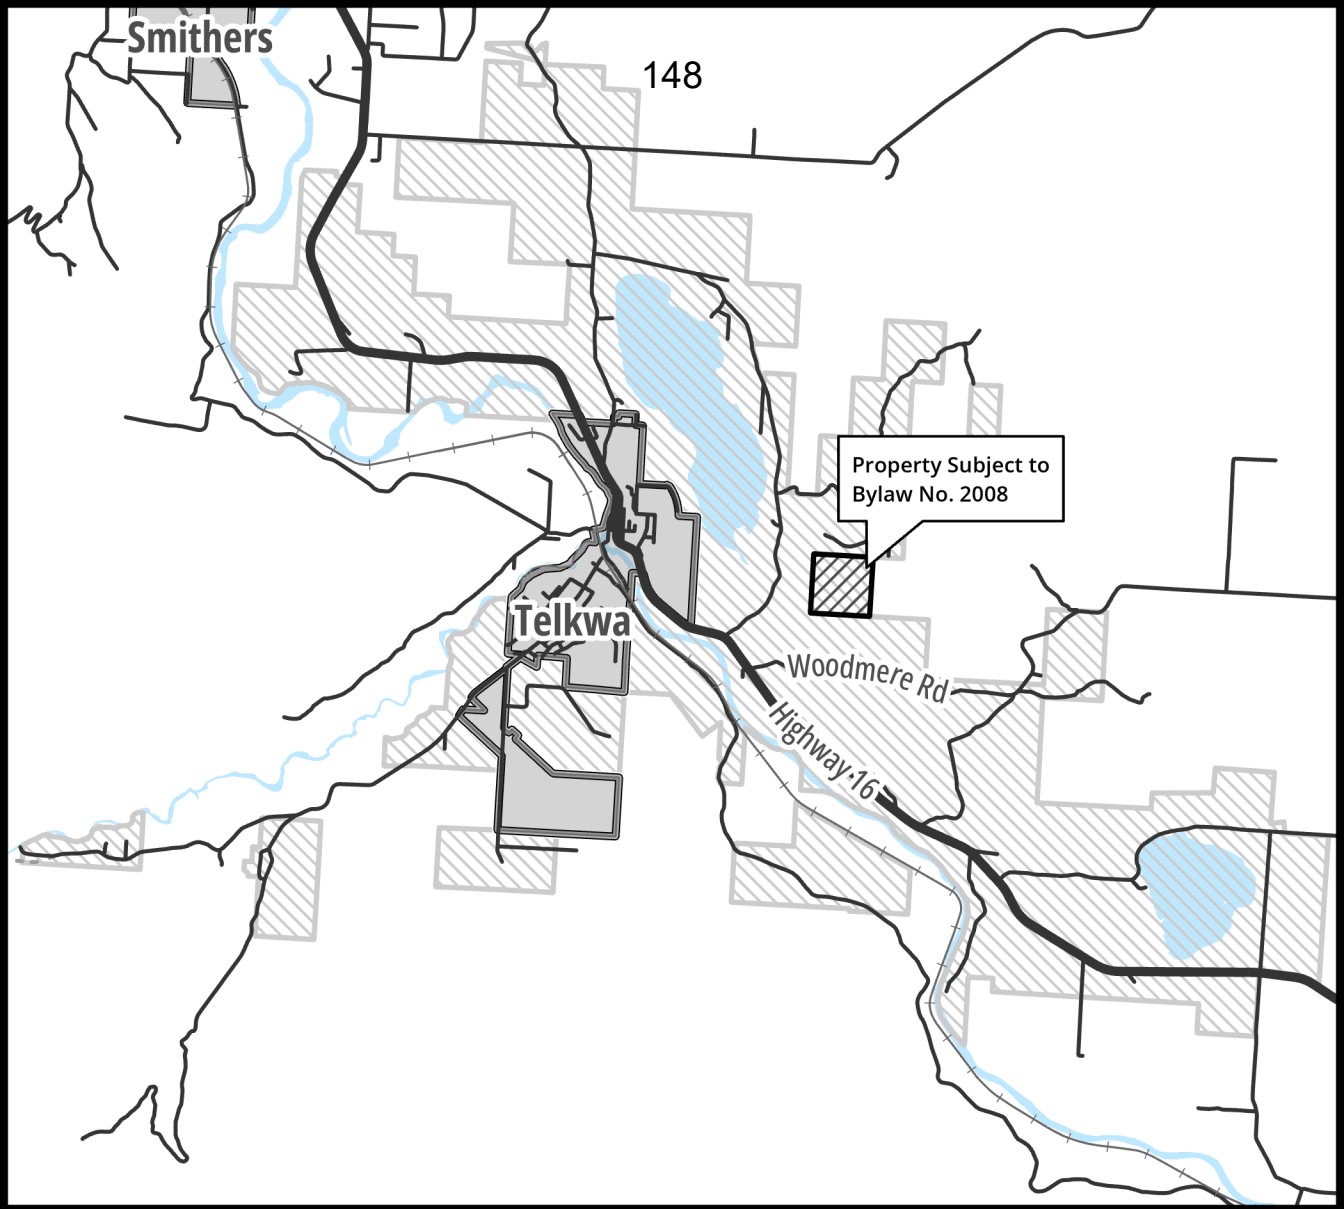 Smithers
148
Property Subject to
Bylaw No. 2008
Telkwa
Woodmere Rd
Highway 16